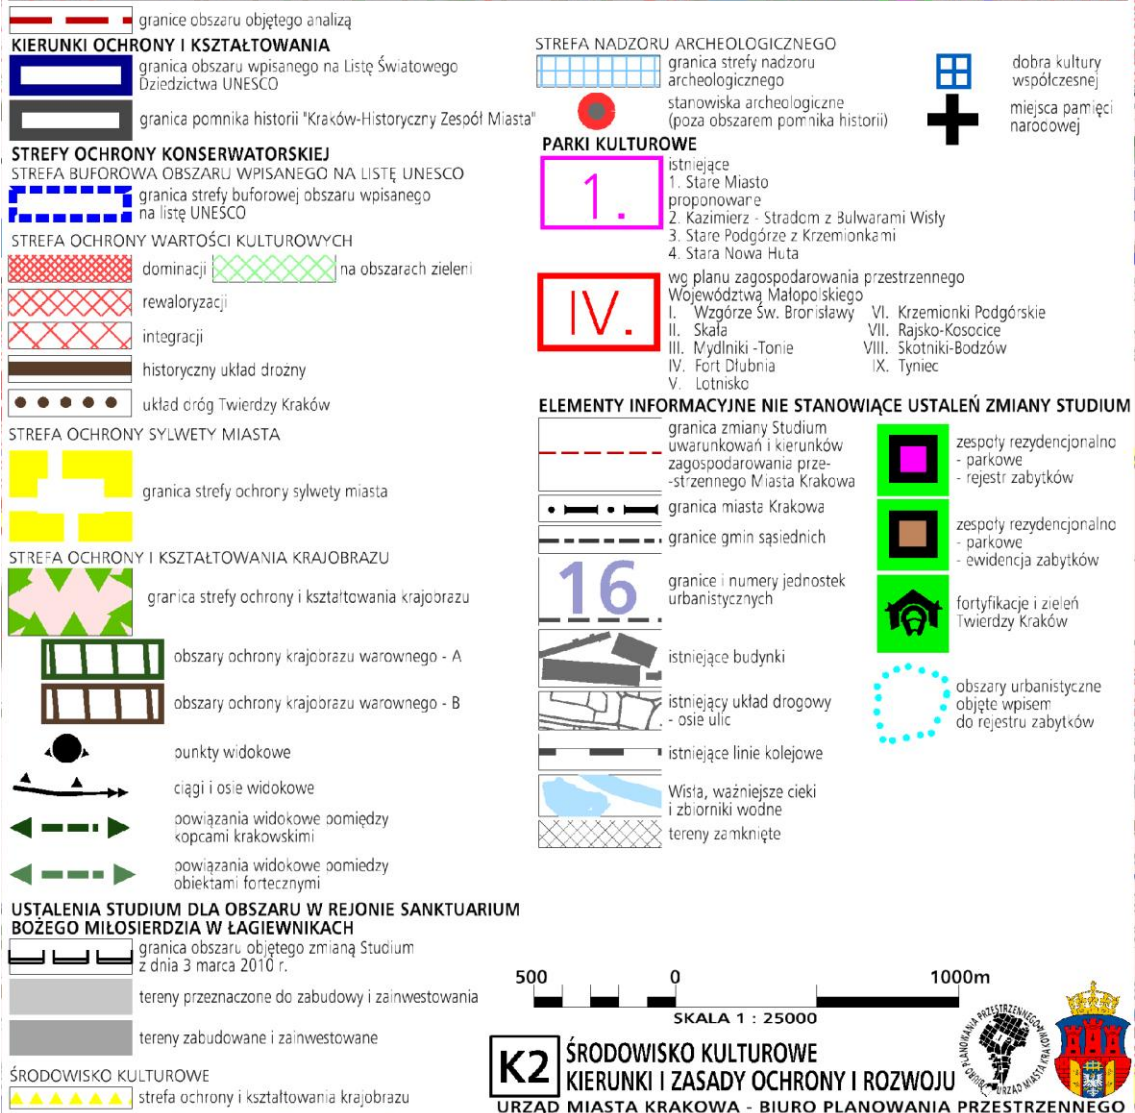 granice obszaru objętego analizą
KIERUNKI OCHRONY I KSZTAŁTOWANIA
granica obszaru wpisanego na Listę Światowego
Dziedzictwa UNESCO
granica pomnika historii "Kraków-Historyczny Zespół Miasta"
STREFY OCHRONY KONSERWATORSKIEJ
STREFA BUFOROWA OBSZARU WPISANEGO NA LISTĘ UNESCO
granica strefy buforowej obszaru wpisanego
na listę UNESCO
STREFA OCHRONY WARTOŚCI KULTUROWYCH
dominacji
na obszarach zieleni
rewaloryzacji
integracji
historyczny układ drożny
układ dróg Twierdzy Kraków
STREFA OCHRONY SYLWETY MIASTA
granica strefy ochrony sylwety miasta
STREFA OCHRONY I KSZTAŁTOWANIA KRAJOBRAZU
granica strefy ochrony i kształtowania krajobrazu
obszary ochrony krajobrazu warownego - A
obszary ochrony krajobrazu warownego - B
punkty widokowe
ciągi i osie widokowe
powiązania widokowe pomiędzy
kopcami krakowskimi
powiązania widokowe pomiędzy
obiektami fortecznymi
USTALENIA STUDIUM DLA OBSZARU W REJONIE SANKTUARIUM
BOŻEGO MIŁOSIERDZIA W ŁAGIEWNIKACH
granica obszaru objętego zmianą Studium
z dnia 3 marca 2010 r.
tereny przeznaczone do zabudowy i zainwestowania
tereny zabudowane i zainwestowane
ŚRODOWISKO KULTUROWE
strefa ochrony i kształtowania krajobrazu
STREFA NADZORU ARCHEOLOGICZNEGO
granica strefy nadzoru
archeologicznego
stanowiska archeologiczne
(poza obszarem pomnika historii)
dobra kultury
współczesnej
miejsca pamięci
narodowej
PARKI KULTUROWE
1.
istniejące
1. Stare Miasto
proponowane
2. Kazimierz - Stradom z Bulwarami Wisły
3. Stare Podgórze z Krzemionkami
4. Stara Nowa Huta
IV.
wg planu zagospodarowania przestrzennego
Województwa Małopolskiego
I. Wzgórze Św. Bronisławy
II. Skała
III. Mydlniki -Tonie
IV. Fort Dłubnia
V. Lotnisko
VI. Krzemionki Podgórskie
VII. Rajsko-Kosocice
VIII. Skotniki-Bodzów
IX. Tyniec
ELEMENTY INFORMACYJNE NIE STANOWIĄCE USTALEŃ ZMIANY STUDIUM
granica zmiany Studium
uwarunkowań i kierunków
zagospodarowania prze-
-strzennego Miasta Krakowa
granica miasta Krakowa
granice gmin sąsiednich
16
granice i numery jednostek
urbanistycznych
istniejące budynki
istniejący układ drogowy
- osie ulic
istniejące linie kolejowe
Wisła, ważniejsze cieki
i zbiorniki wodne
tereny zamknięte
zespoły rezydencjonalno
- parkowe
- rejestr zabytków
zespoły rezydencjonalno
- parkowe
- ewidencja zabytków
fortyfikacje i zieleń
Twierdzy Kraków
obszary urbanistyczne
objęte wpisem
do rejestru zabytków
500 0 1000m
SKALA 1 : 25000
K2
ŚRODOWISKO KULTUROWE
KIERUNKI I ZASADY OCHRONY I ROZWOJU
URZĄD MIASTA KRAKOWA - BIURO PLANOWANIA PRZESTRZENNEGO